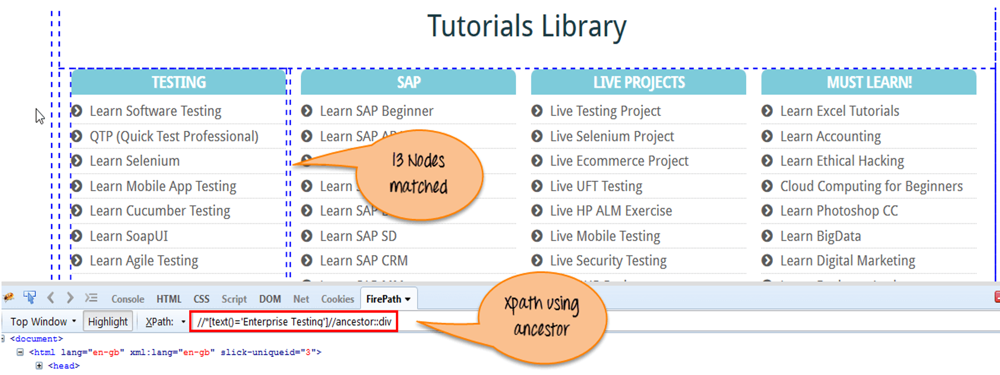 Tutorials Library
TESTING
Learn Software Testing
QTP (Quick Test Professional)
Learn Selenium
Learn Mobile App Testing
Learn Cucumber Testing
Learn SoapUI
Learn Agile Testing
SAP
Learn SAP Beginner
Learn SAP
Learn
Learn SAP
Learn SAP SD
Learn SAP CRM
LIVE PROJECTS
Live Testing Project
Live Selenium Project
Live Ecommerce Project
Live UFT Testing
Live HP ALM Exercise
Live Mobile Testing
Live Security Testing
MUST LEARN!
Learn Excel Tutorials
Learn Accounting
Learn Ethical Hacking
Cloud Computing for Beginners
Learn Photoshop CC
Learn BigData
Learn Digital Marketing
13 Nodes
matched
Console HTML CSS Script DOM Net Cookies FirePath
Top Window Highlight XPath: //*[text()='Enterprise Testing']//ancestor::div
Xpath using
ancestor
<document>
<html lang="en-gb" xml:lang="en-gb" slick-uniqueid="3">
<head>